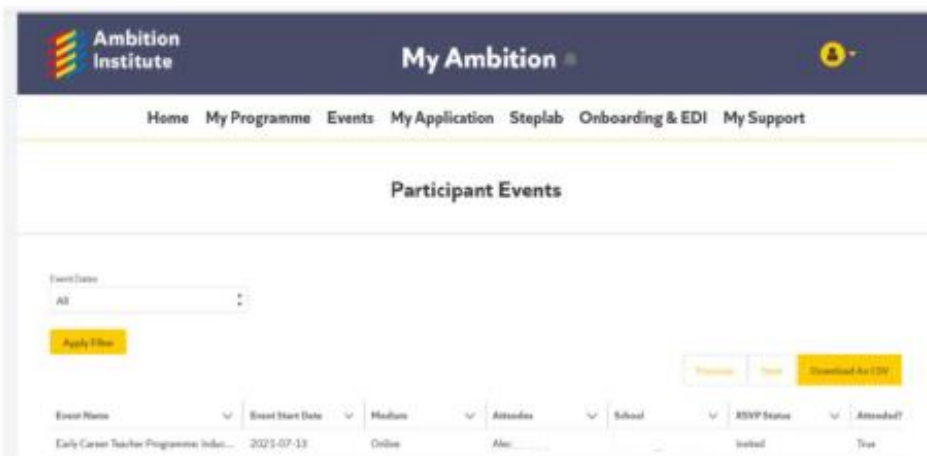 Ambition
Institute
My Ambition
Home My Programme Events My Application Steplab Onboarding & EDI My Support
Participant Events
Event Dates
All
Apply Filter
Previous Next Download As CSV
Event Name Event Start Date Medium Attendee School RSVP Status Attended?
Early Career Teacher Programme: Induc... 2021-07-13 Online Alec Invited True